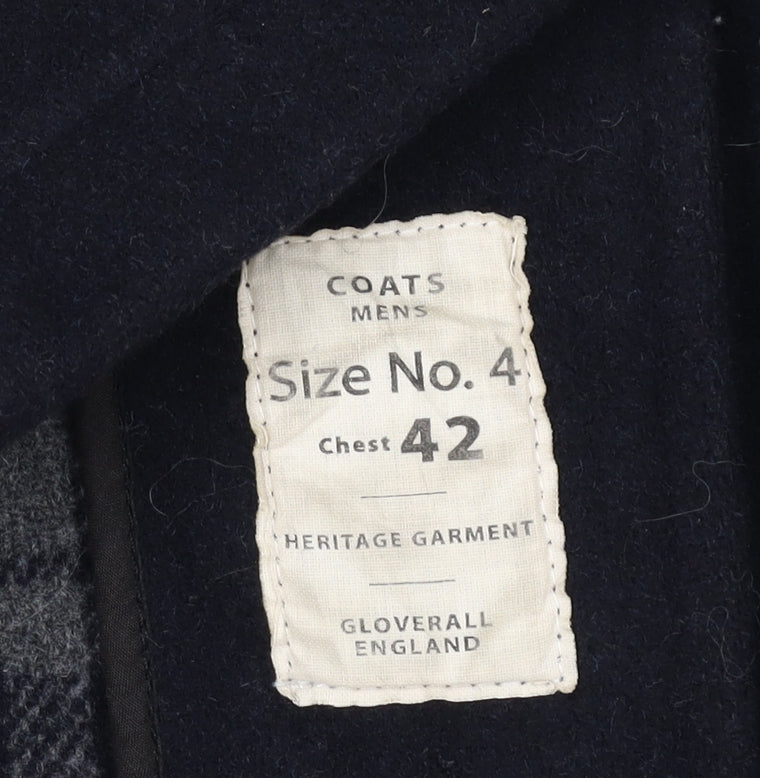 COATS
MENS
Size No. 4
Chest 42
HERITAGE GARMENT
GLOVERALL
ENGLAND